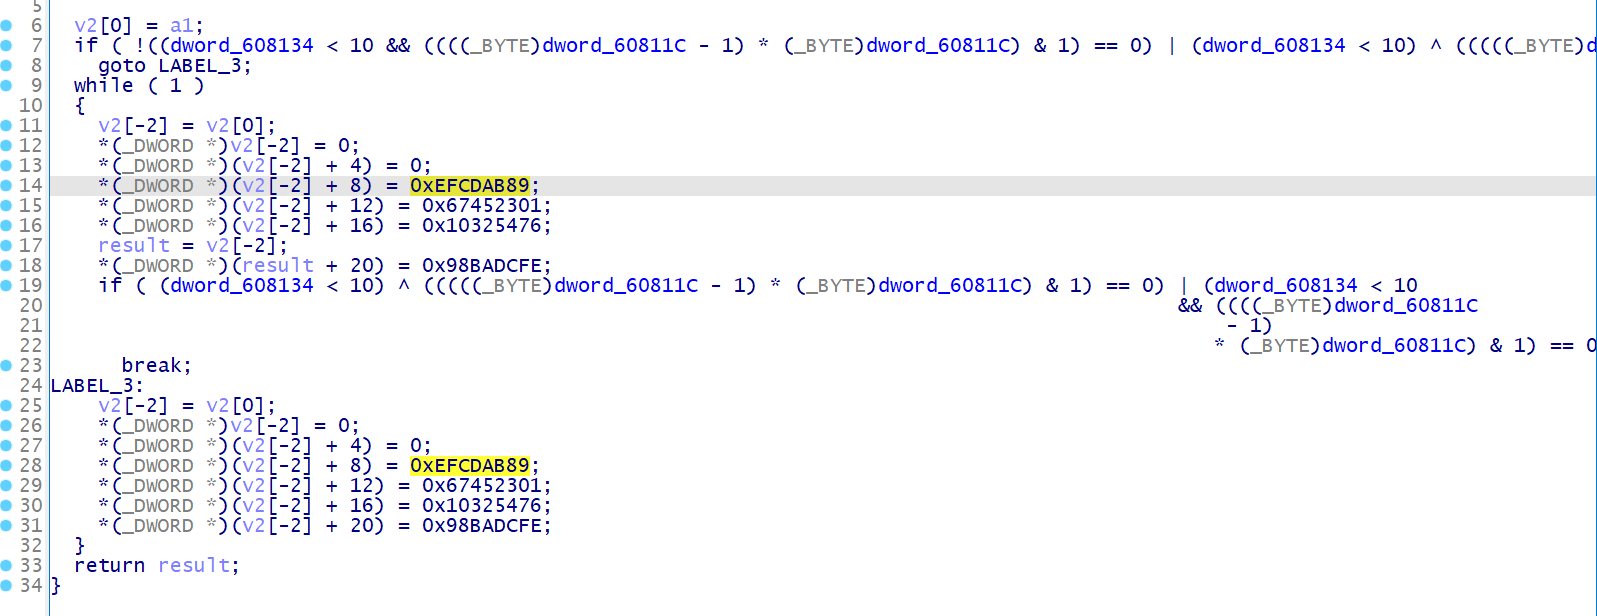 5
6 v2[0] = a1;
7 if ( !((dword_608134 < 10 && ((((_BYTE)dword_60811C - 1) * (_BYTE)dword_60811C) & 1) == 0) | (dword_608134 < 10) ^ (((((_BYTE)d
8 goto LABEL_3;
9 while ( 1 )
10 {
11 v2[-2] = v2[0];
12 *(_DWORD *)v2[-2] = 0;
13 *(_DWORD *)(v2[-2] + 4) = 0;
14 *(_DWORD *)(v2[-2] + 8) = 0xEFCDAB89;
15 *(_DWORD *)(v2[-2] + 12) = 0x67452301;
16 *(_DWORD *)(v2[-2] + 16) = 0x10325476;
17 result = v2[-2];
18 *(_DWORD *)(result + 20) = 0x98BADCFE;
19 if ( (dword_608134 < 10) ^ (((((_BYTE)dword_60811C - 1) * (_BYTE)dword_60811C) & 1) == 0) | (dword_608134 < 10
20 && ((((_BYTE)dword_60811C
21 - 1)
22 * (_BYTE)dword_60811C) & 1) == 0
23 break;
24 LABEL_3:
25 v2[-2] = v2[0];
26 *(_DWORD *)v2[-2] = 0;
27 *(_DWORD *)(v2[-2] + 4) = 0;
28 *(_DWORD *)(v2[-2] + 8) = 0xEFCDAB89;
29 *(_DWORD *)(v2[-2] + 12) = 0x67452301;
30 *(_DWORD *)(v2[-2] + 16) = 0x10325476;
31 *(_DWORD *)(v2[-2] + 20) = 0x98BADCFE;
32 }
33 return result;
34 }